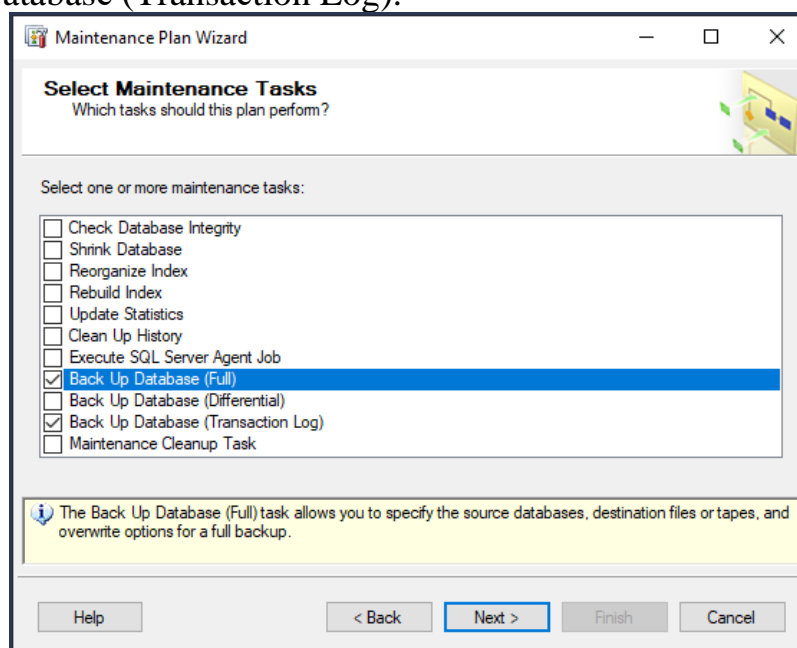 atabase (Transaction Log).
Maintenance Plan Wizard
Select Maintenance Tasks
Which tasks should this plan perform?
Select one or more maintenance tasks:
Check Database Integrity
Shrink Database
Reorganize Index
Rebuild Index
Update Statistics
Clean Up History
Execute SQL Server Agent Job
Back Up Database (Full)
Back Up Database (Differential)
Back Up Database (Transaction Log)
Maintenance Cleanup Task
The Back Up Database (Full) task allows you to specify the source databases, destination files or tapes, and
overwrite options for a full backup.
Help < Back Next > Finish Cancel